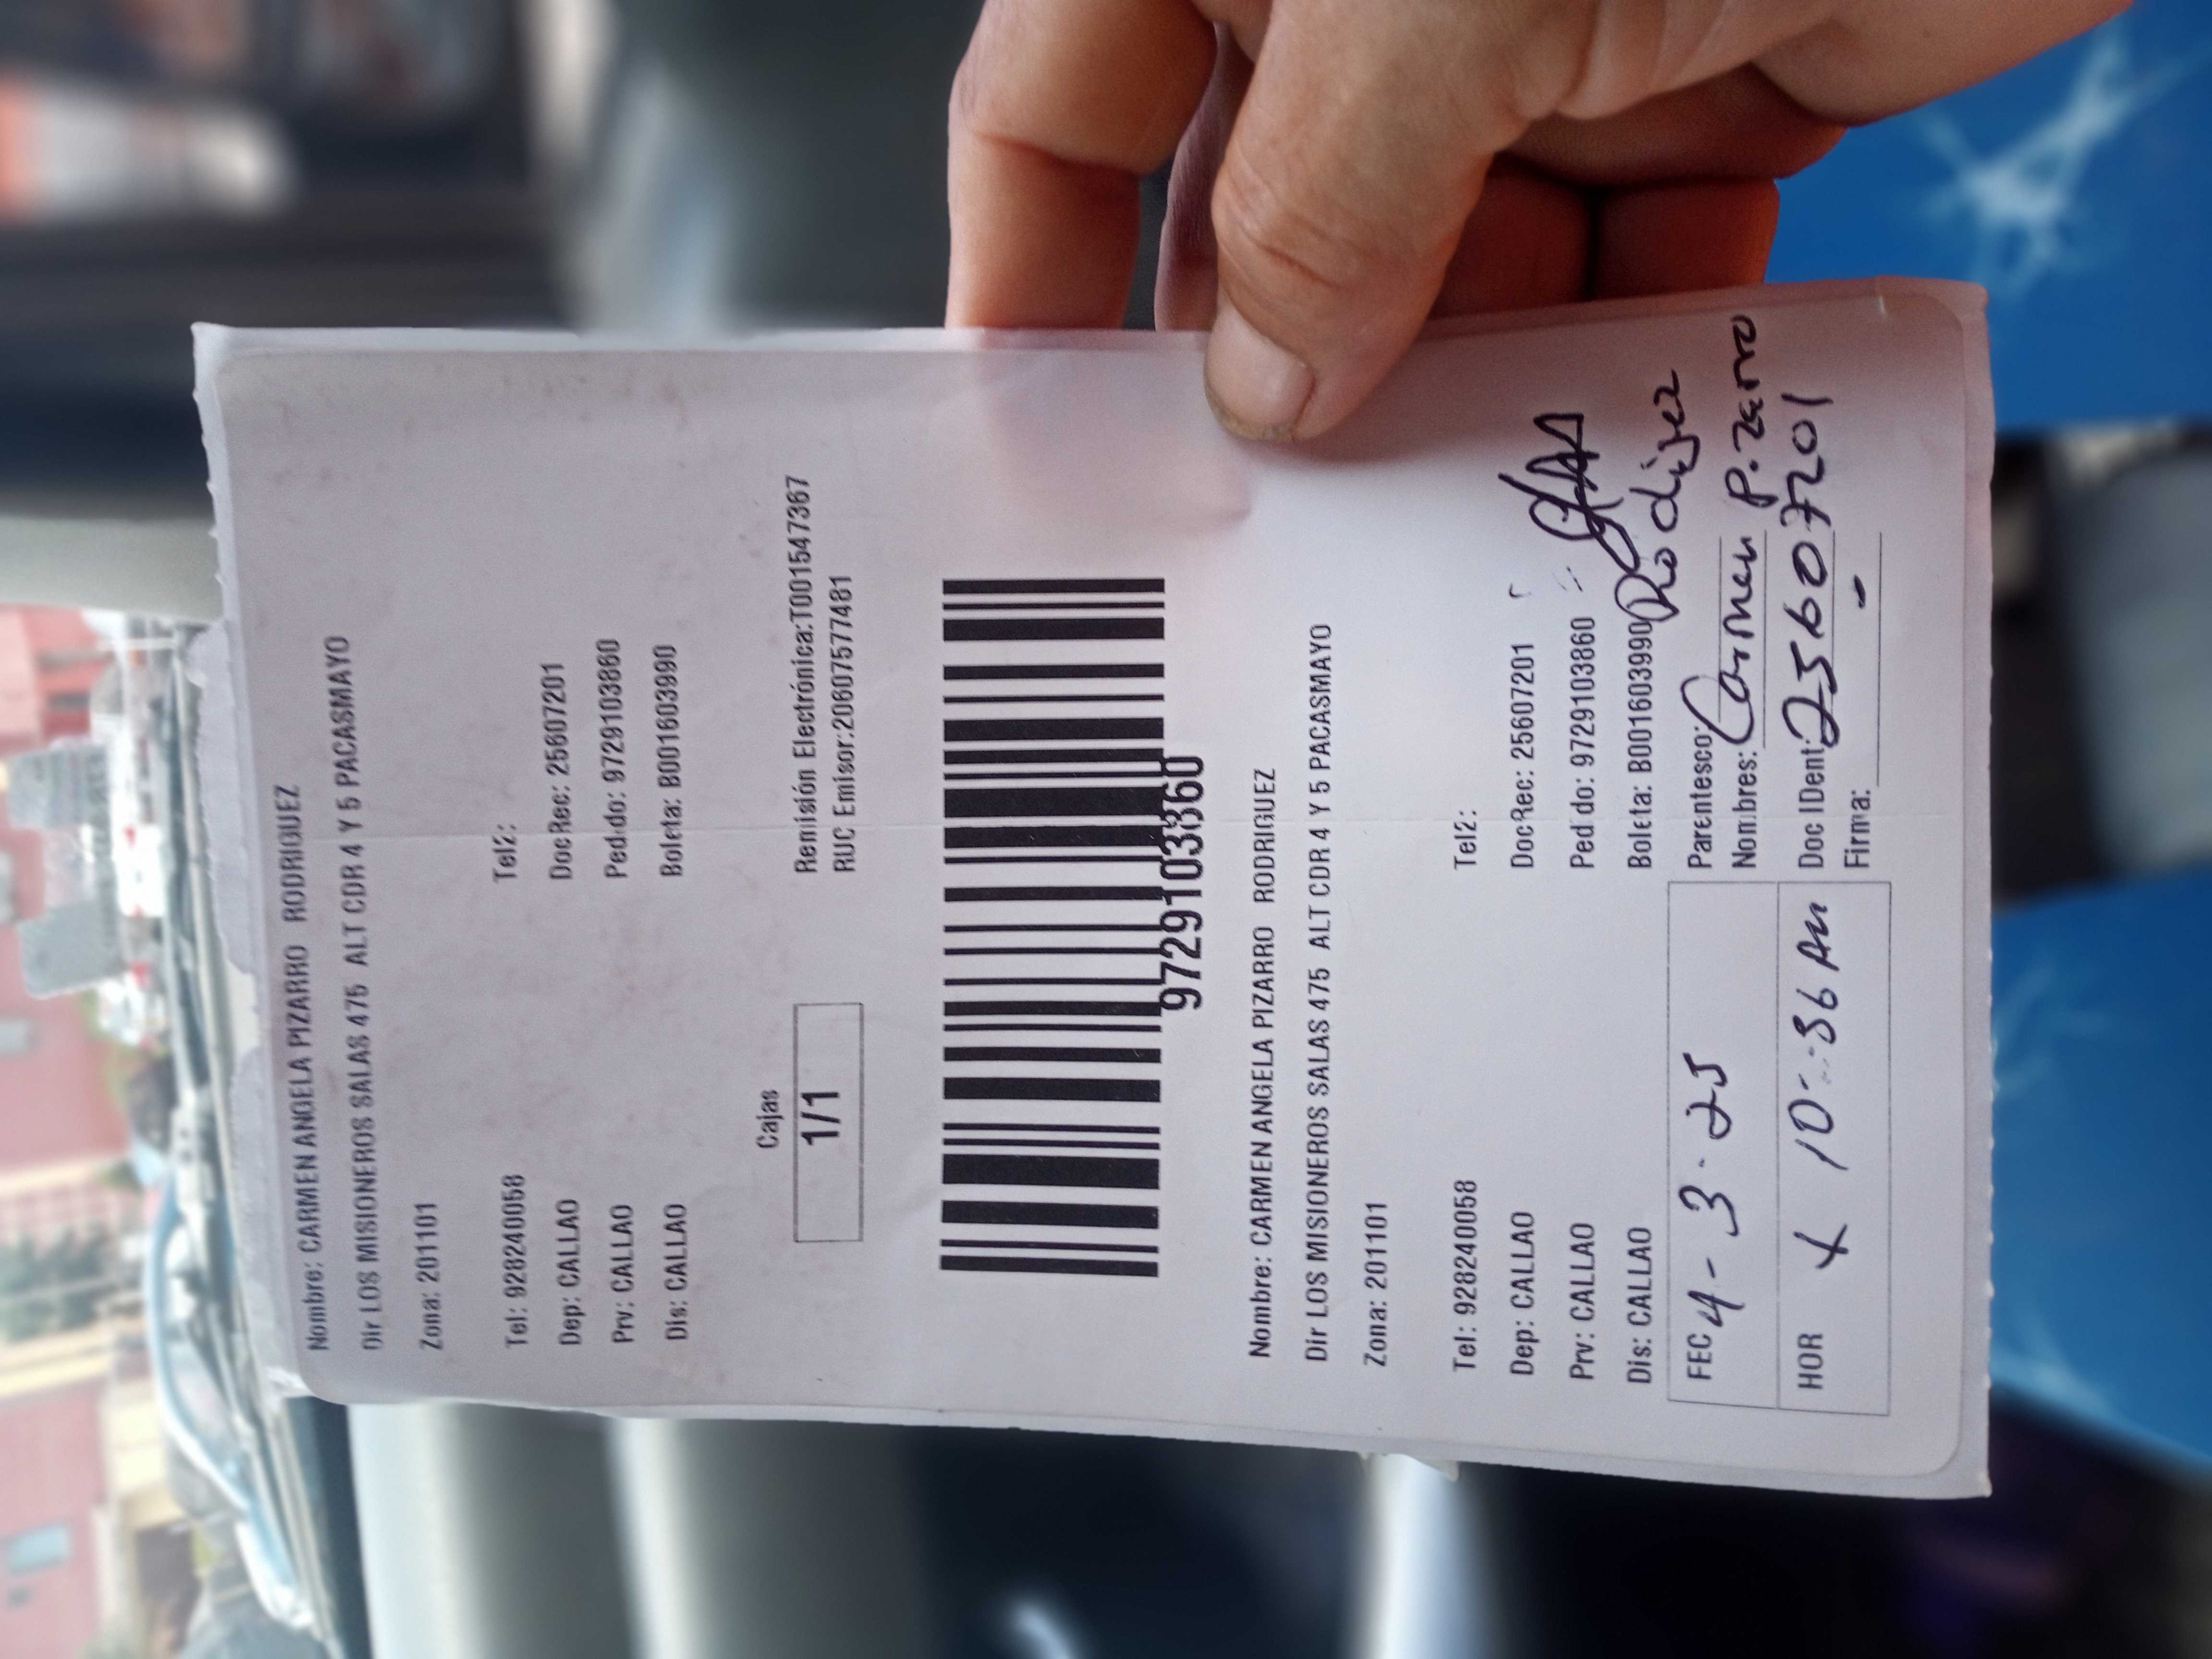 Nombre: CARMEN ANGELA PIZARRO RODRIGUEZ
Dir LOS MISIONEROS SALAS 475 ALT CDR 4 Y 5 PACASMAYO
Zona: 201101
Tel: 928240058 Tel2:
Dep: CALLAO DocRec: 25607201
Prv: CALLAO Pedido: 9729103860
Dis: CALLAO Boleta: B001603990
Cajas
1/1
Remisión Electrónica:T001547367
RUC Emisor:20607577481
9729103860
Nombre: CARMEN ANGELA PIZARRO RODRIGUEZ
Dir LOS MISIONEROS SALAS 475 ALT CDR 4 Y 5 PACASMAYO
Zona: 201101
Tel: 928240058 Tel2:
Dep: CALLAO DocRec: 25607201
Prv: CALLAO Pedido: 9729103860
Dis: CALLAO Boleta: B001603990
FEC 4-3-25
Parentesco:
Nombres: Carmen Pizarro
HOR 10:36 AM
Doc IDent: 25607201
Firma: